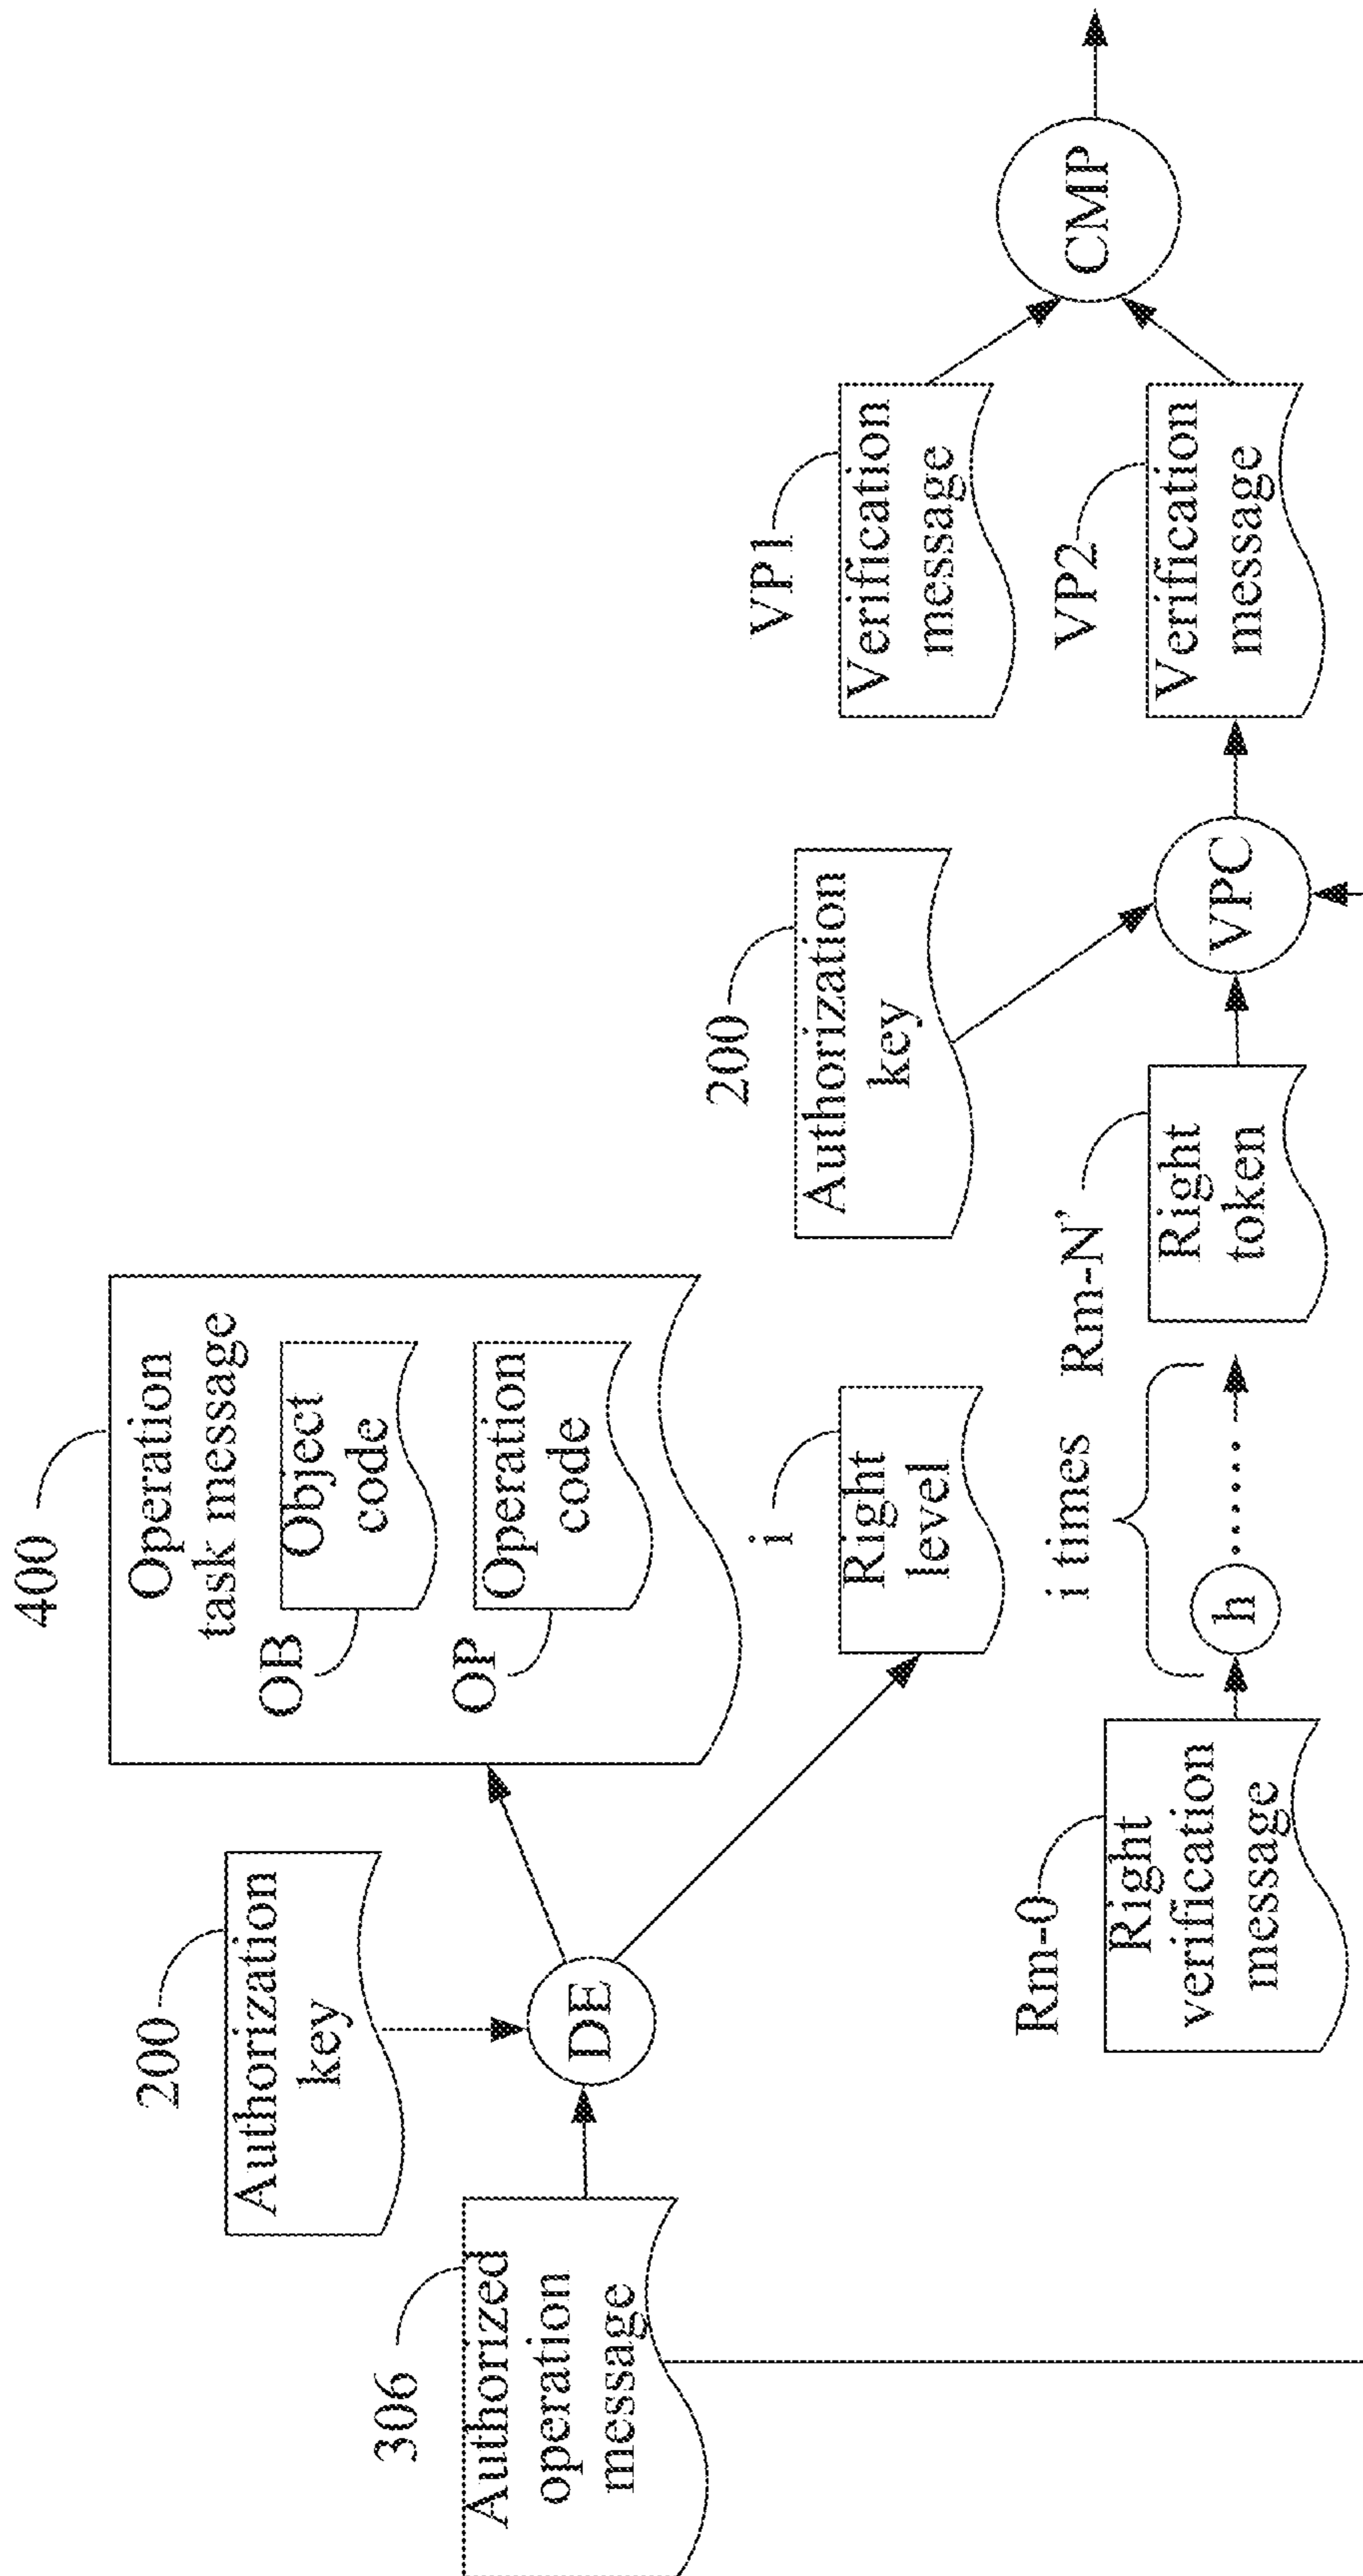 400
Operation
task message
OB
Object
code
OP
Operation
code
200
Authorization
key
306
Authorized
operation
message
DE
i
Right
level
200
Authorization
key
VP1
Verification
message
Rm-0
Right
verification
message
h
i times
Rm-N'
Right
token
VPC
VP2
Verification
message
CMP